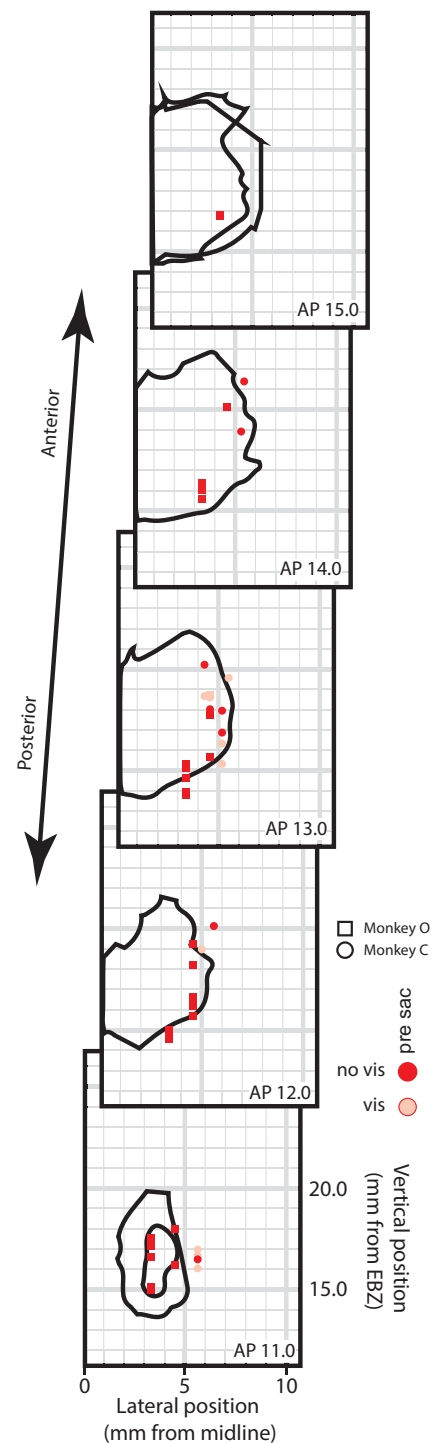 AP 15.0
Anterior
AP 14.0
Posterior
AP 13.0
Monkey O
Monkey C
pre sac
no vis
vis
AP 12.0
20.0
15.0
Vertical position
(mm from EBZ)
AP 11.0
0 5 10
Lateral position
(mm from midline)